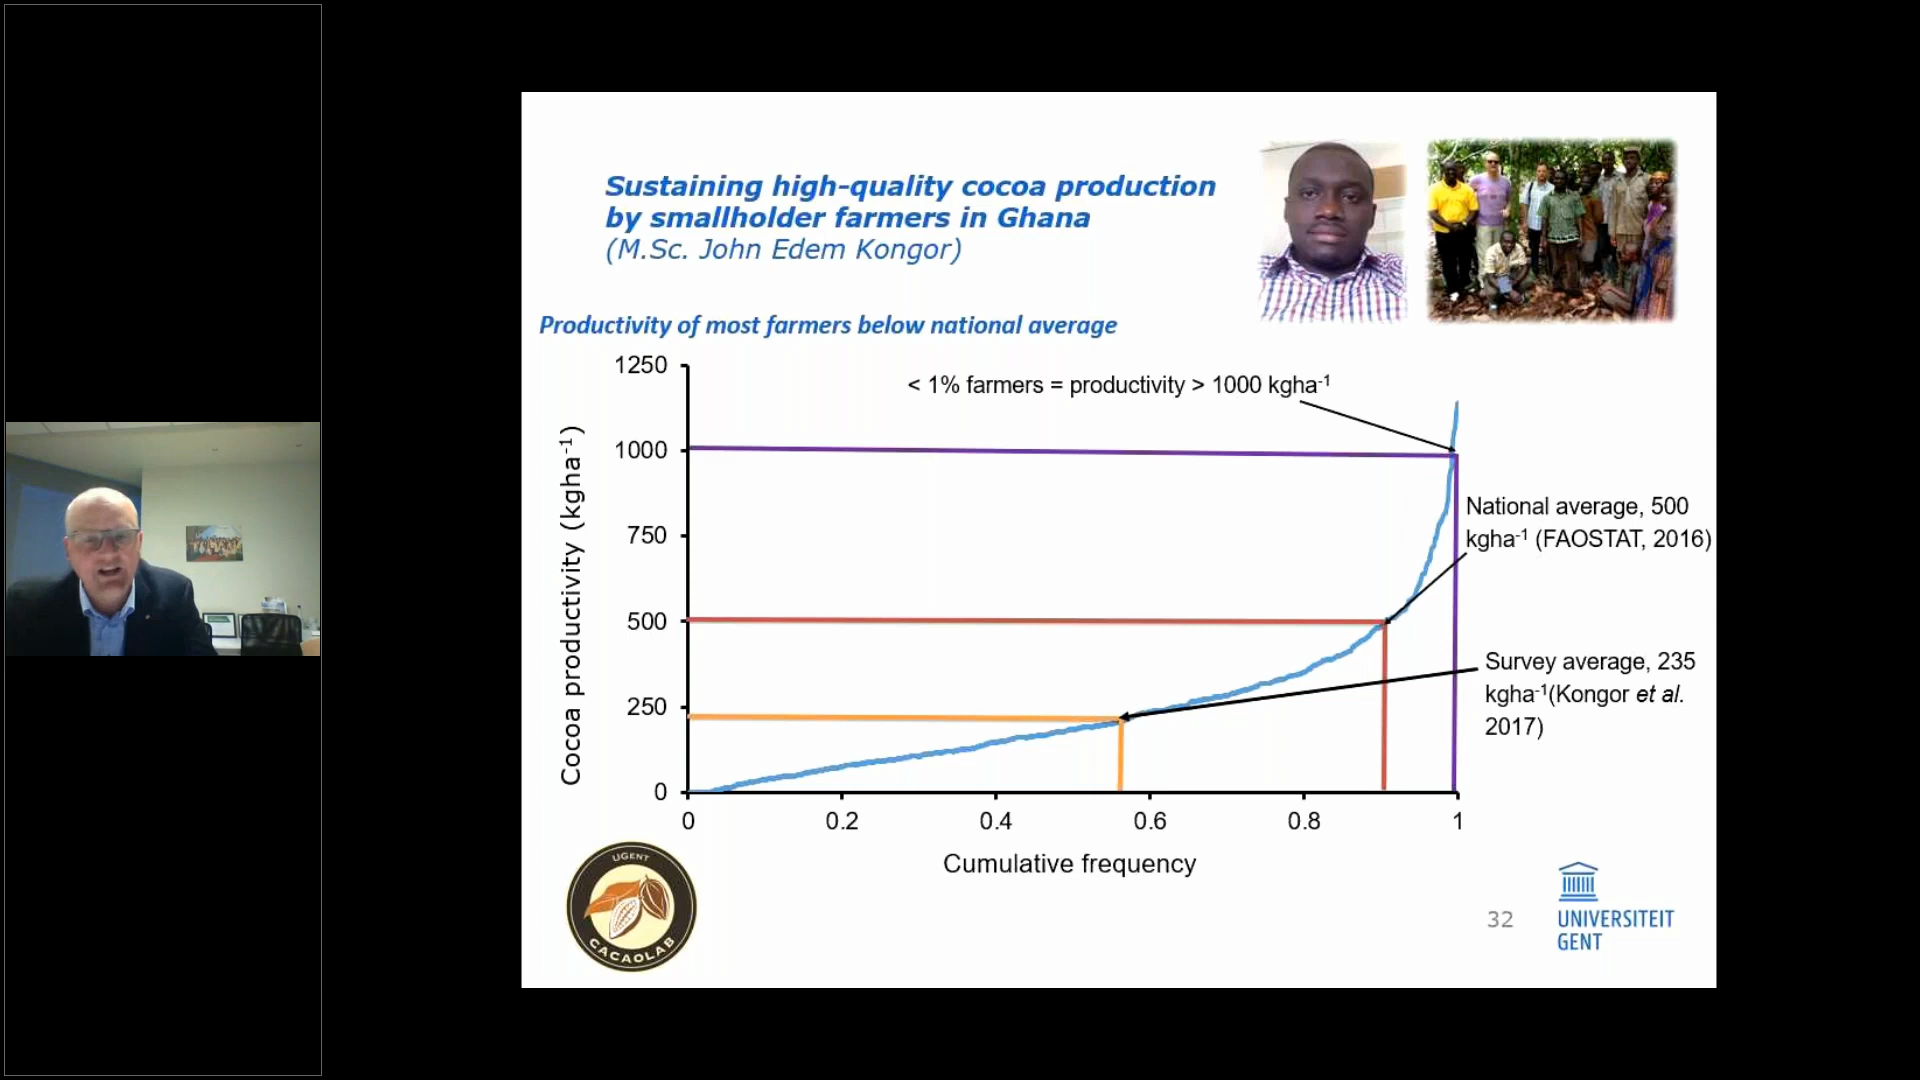 Sustaining high-quality cocoa production
by smallholder farmers in Ghana
(M.Sc. John Edem Kongor)
Productivity of most farmers below national average
1250
1000
750
500
250
0
Cocoa productivity (kgha⁻¹)
< 1% farmers = productivity > 1000 kgha⁻¹
National average, 500
kgha⁻¹ (FAOSTAT, 2016)
Survey average, 235
kgha⁻¹(Kongor et al.
2017)
0 0.2 0.4 0.6 0.8 1
Cumulative frequency
UGENT
CACAOLAB
32
UNIVERSITEIT
GENT